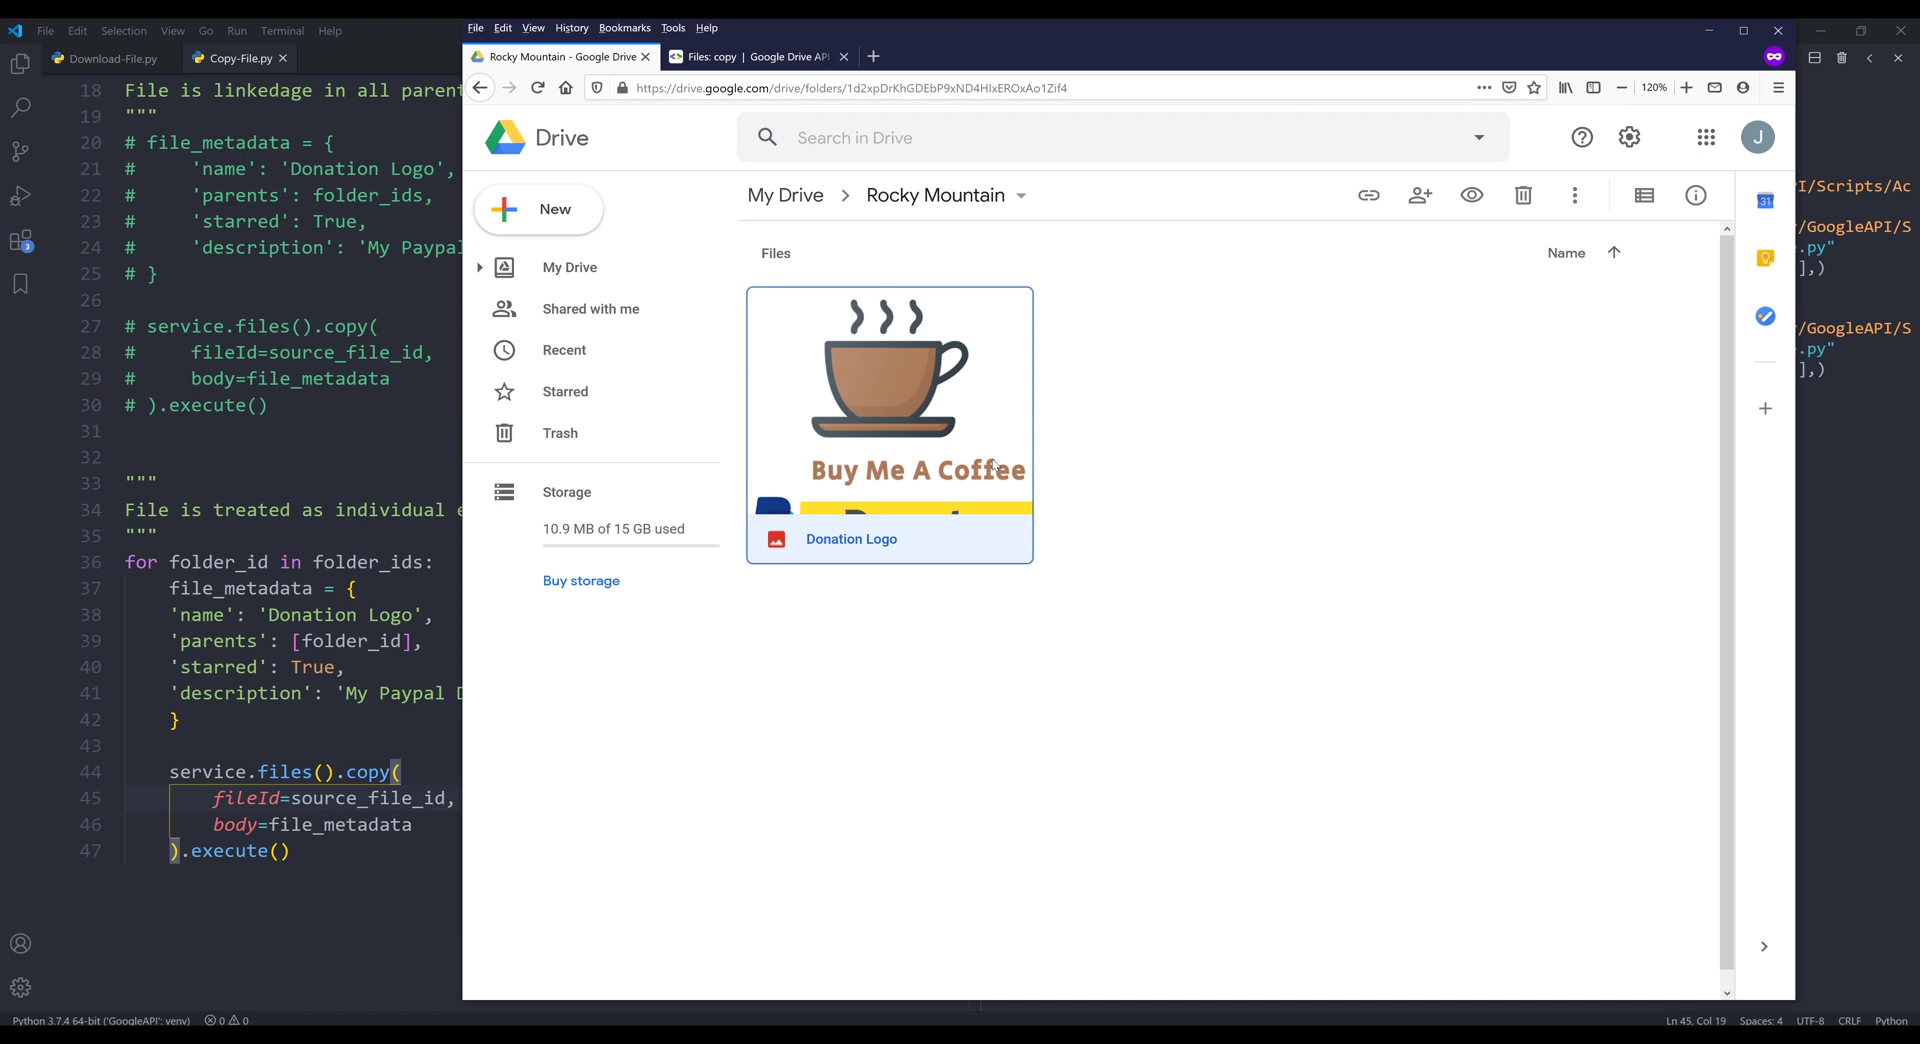 File Edit Selection View Go Run Terminal Help
Download-File.py
Copy-File.py
18 File is linkedage in all parent
19 """
20 # file_metadata = {
21 #     'name': 'Donation Logo',
22 #     'parents': folder_ids,
23 #     'starred': True,
24 #     'description': 'My Paypal
25 # }
26
27 # service.files().copy(
28 #     fileId=source_file_id,
29 #     body=file_metadata
30 # ).execute()
31
32
33 """
34 File is treated as individual e
35 """
36 for folder_id in folder_ids:
37     file_metadata = {
38     'name': 'Donation Logo',
39     'parents': [folder_id],
40     'starred': True,
41     'description': 'My Paypal D
42     }
43
44     service.files().copy(
45         fileId=source_file_id,
46         body=file_metadata
47     ).execute()
3
File Edit View History Bookmarks Tools Help
Rocky Mountain - Google Drive
Files: copy | Google Drive API
https://drive.google.com/drive/folders/1d2xpDrKhGDEbP9xND4HIxEROxAo1Zif4
120%
Drive
Search in Drive
J
New
My Drive
Shared with me
Recent
Starred
Trash
Storage
10.9 MB of 15 GB used
Buy storage
My Drive > Rocky Mountain
Files
Name
Buy Me A Coffee
Donation Logo
31
I/Scripts/Ac
/GoogleAPI/S
.py"
],)
/GoogleAPI/S
.py"
],)
Python 3.7.4 64-bit ('GoogleAPI': venv)
0 0
Ln 45, Col 19
Spaces: 4
UTF-8
CRLF
Python